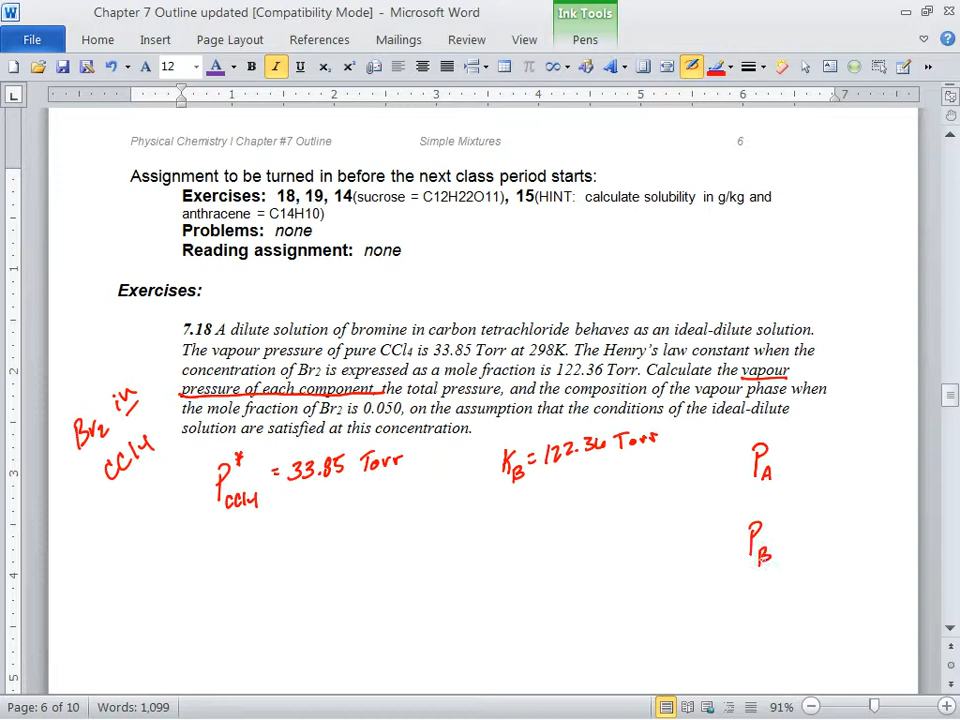 Chapter 7 Outline updated [Compatibility Mode] - Microsoft Word
Ink Tools
File Home Insert Page Layout References Mailings Review View Pens
12
Physical Chemistry I Chapter #7 Outline Simple Mixtures 6
Assignment to be turned in before the next class period starts:
Exercises: 18, 19, 14(sucrose = C12H22O11), 15(HINT: calculate solubility in g/kg and
anthracene = C14H10)
Problems: none
Reading assignment: none
Exercises:
7.18 A dilute solution of bromine in carbon tetrachloride behaves as an ideal-dilute solution.
The vapour pressure of pure CCl4 is 33.85 Torr at 298K. The Henry's law constant when the
concentration of Br2 is expressed as a mole fraction is 122.36 Torr. Calculate the vapour
pressure of each component, the total pressure, and the composition of the vapour phase when
the mole fraction of Br2 is 0.050, on the assumption that the conditions of the ideal-dilute
solution are satisfied at this concentration.
Br2 in
CCl4
P*CCl4 = 33.85 Torr
KB = 122.36 Torr
PA
PB
Page: 6 of 10 Words: 1,099 91%